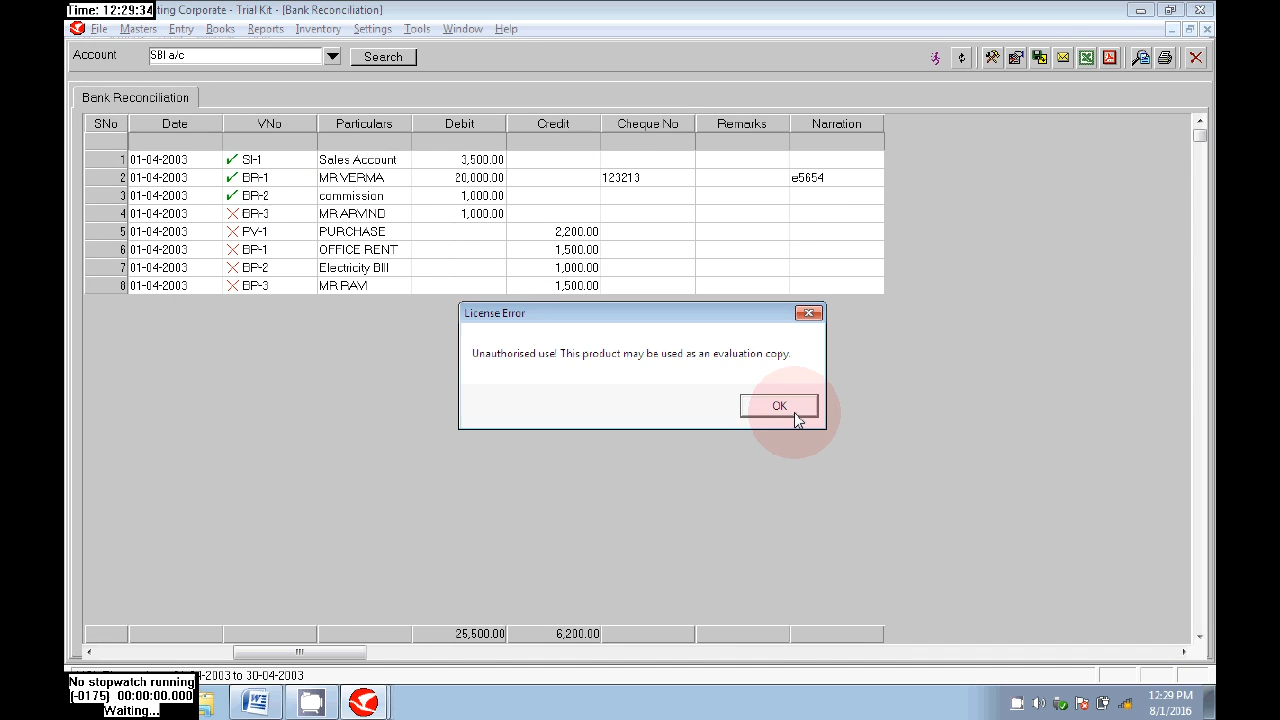 Time: 12:29:34
ting Corporate - Trial Kit - [Bank Reconciliation]
File Masters Entry Books Reports Inventory Settings Tools Window Help
Account SBI a/c Search
Bank Reconciliation
SNo Date VNo Particulars Debit Credit Cheque No Remarks Narration
1 01-04-2003 SI-1 Sales Account 3,500.00
2 01-04-2003 BR-1 MR VERMA 20,000.00 123213 e5654
3 01-04-2003 BR-2 commission 1,000.00
4 01-04-2003 BR-3 MR ARVIND 1,000.00
5 01-04-2003 PV-1 PURCHASE 2,200.00
6 01-04-2003 BP-1 OFFICE RENT 1,500.00
7 01-04-2003 BP-2 Electricity Bill 1,000.00
8 01-04-2003 BP-3 MR RAVI 1,500.00
License Error
Unauthorised use! This product may be used as an evaluation copy.
OK
25,500.00 6,200.00
-2003 to 30-04-2003
No stopwatch running
(-0175) 00:00:00.000
Waiting...
12:29 PM
8/1/2016